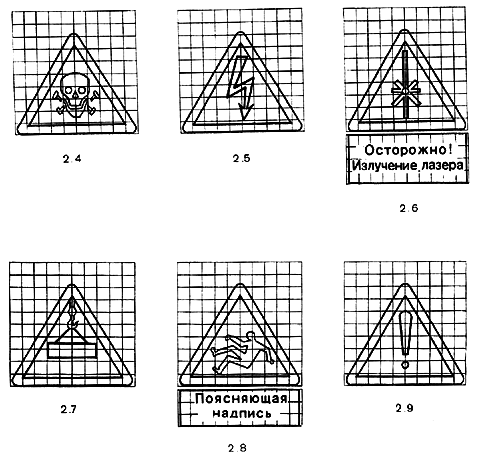 2.4
2.5
Осторожно!
Излучение лазера
2.6
2.7
Поясняющая
надпись
2.8
2.9